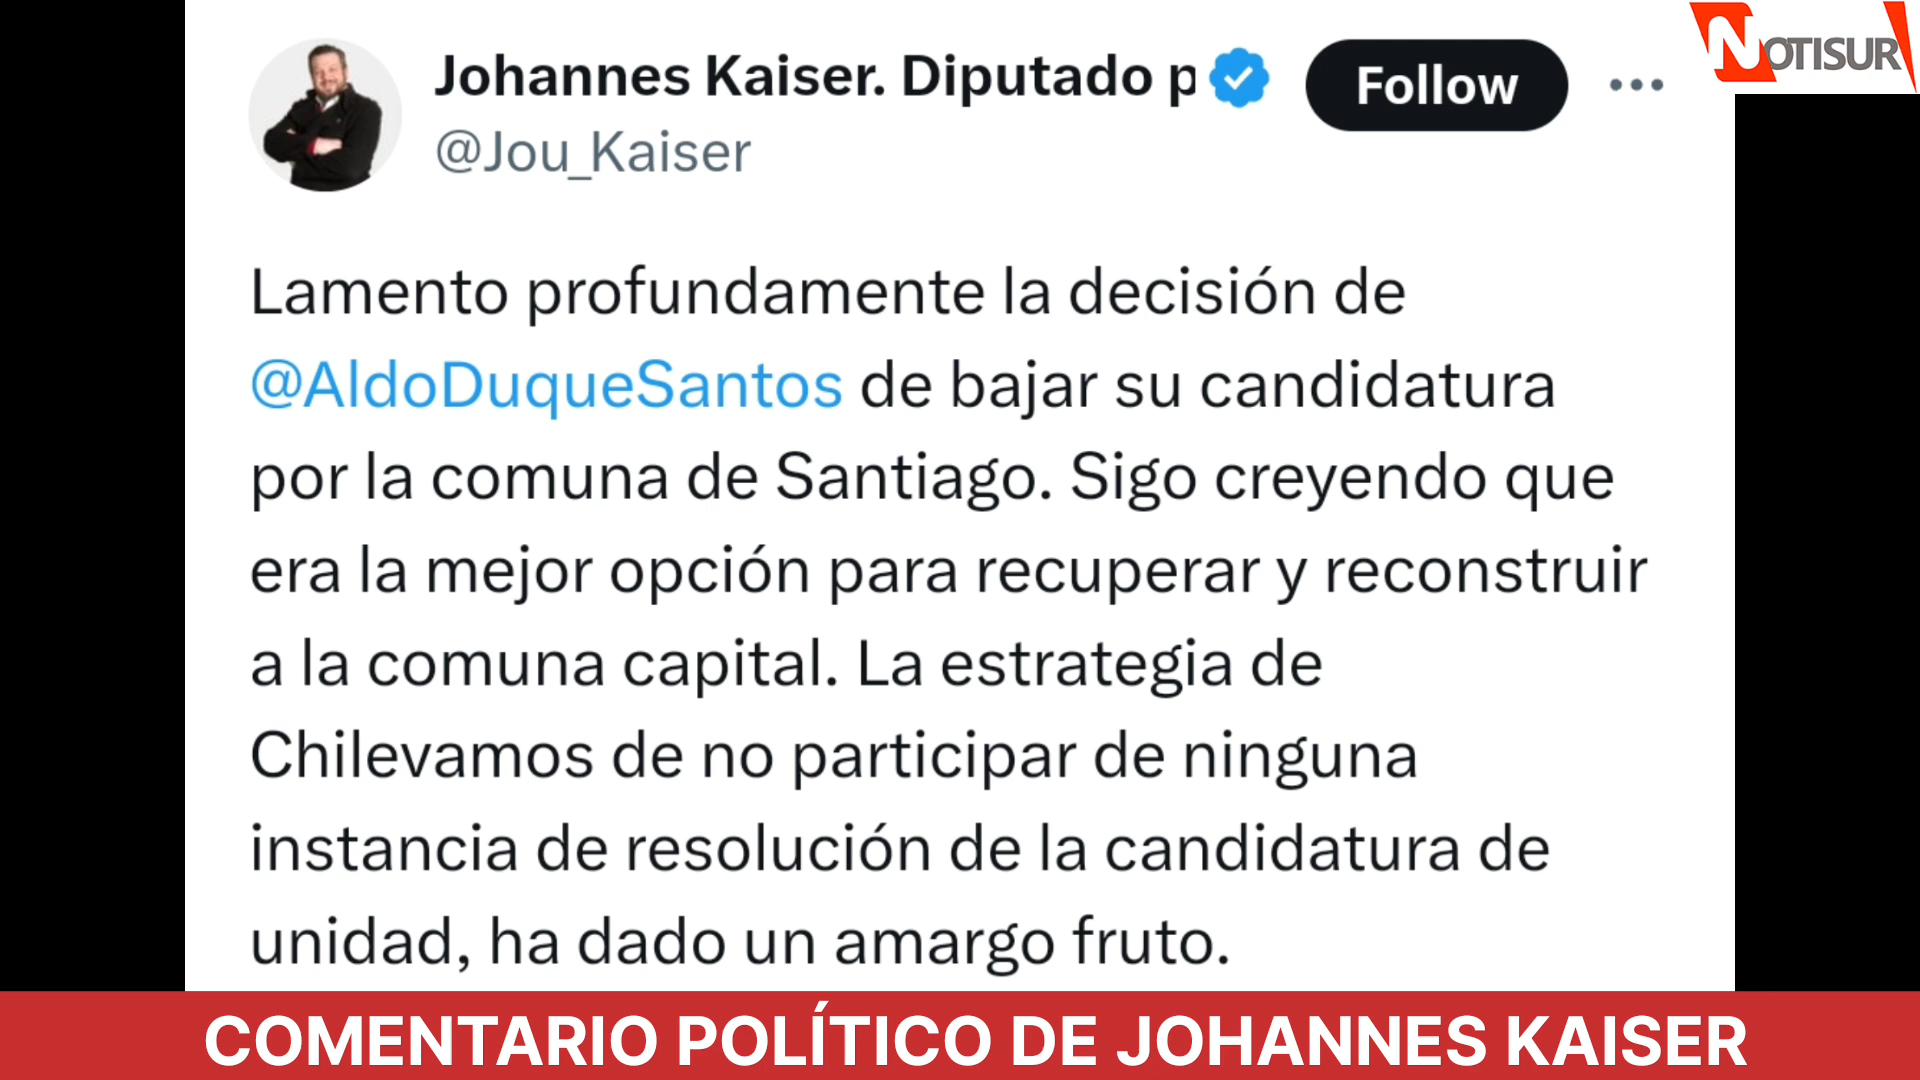 Johannes Kaiser. Diputado p
Follow
NOTISUR
@Jou_Kaiser
Lamento profundamente la decisión de
@AldoDuqueSantos de bajar su candidatura
por la comuna de Santiago. Sigo creyendo que
era la mejor opción para recuperar y reconstruir
a la comuna capital. La estrategia de
Chilevamos de no participar de ninguna
instancia de resolución de la candidatura de
unidad, ha dado un amargo fruto.
COMENTARIO POLÍTICO DE JOHANNES KAISER